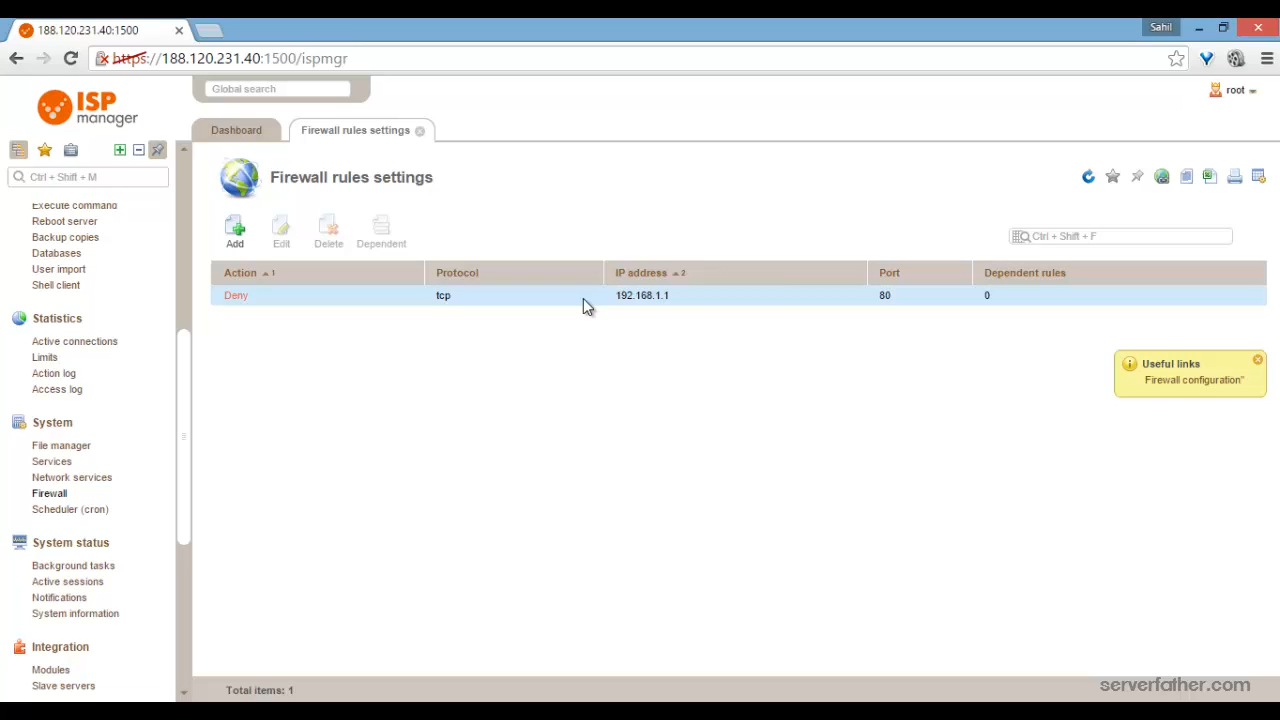 188.120.231.40:1500
Sahil
https://188.120.231.40:1500/ispmgr
ISP
manager
Global search
root
Dashboard
Firewall rules settings
Ctrl + Shift + M
Firewall rules settings
Add
Edit
Delete
Dependent
Ctrl + Shift + F
Action 1
Protocol
IP address 2
Port
Dependent rules
Deny
tcp
192.168.1.1
80
0
Useful links
Firewall configuration"
Execute command
Reboot server
Backup copies
Databases
User import
Shell client
Statistics
Active connections
Limits
Action log
Access log
System
File manager
Services
Network services
Firewall
Scheduler (cron)
System status
Background tasks
Active sessions
Notifications
System information
Integration
Modules
Slave servers
Total items: 1
serverfather.com